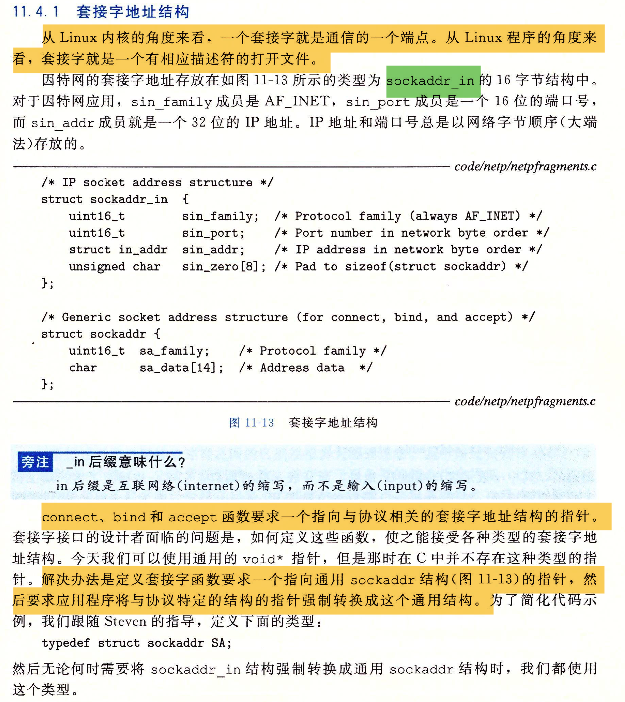 11.4.1 套接字地址结构
从 Linux 内核的角度来看，一个套接字就是通信的一个端点。从 Linux 程序的角度来
看，套接字就是一个有相应描述符的打开文件。
因特网的套接字地址存放在如图 11-13 所示的类型为 sockaddr_in 的 16 字节结构中。
对于因特网应用，sin_family 成员是 AF_INET，sin_port 成员是一个 16 位的端口号，
而 sin_addr 成员就是一个 32 位的 IP 地址。IP 地址和端口号总是以网络字节顺序(大端
法)存放的。
code/netp/netpfragments.c
/* IP socket address structure */
struct sockaddr_in {
uint16_t sin_family; /* Protocol family (always AF_INET) */
uint16_t sin_port; /* Port number in network byte order */
struct in_addr sin_addr; /* IP address in network byte order */
unsigned char sin_zero[8]; /* Pad to sizeof(struct sockaddr) */
};
/* Generic socket address structure (for connect, bind, and accept) */
struct sockaddr {
uint16_t sa_family; /* Protocol family */
char sa_data[14]; /* Address data */
};
code/netp/netpfragments.c
图 11-13 套接字地址结构
旁注 _in 后缀意味什么?
_in 后缀是互联网络(internet)的缩写，而不是输入(input)的缩写。
connect、bind 和 accept 函数要求一个指向与协议相关的套接字地址结构的指针。
套接字接口的设计者面临的问题是，如何定义这些函数，使之能接受各种类型的套接字地
址结构。今天我们可以使用通用的 void* 指针，但是那时在 C 中并不存在这种类型的指
针。解决办法是定义套接字函数要求一个指向通用 sockaddr 结构(图 11-13)的指针，然
后要求应用程序将与协议特定的结构的指针强制转换成这个通用结构。为了简化代码示
例，我们跟随 Steven 的指导，定义下面的类型：
typedef struct sockaddr SA;
然后无论何时需要将 sockaddr_in 结构强制转换成通用 sockaddr 结构时，我们都使用
这个类型。